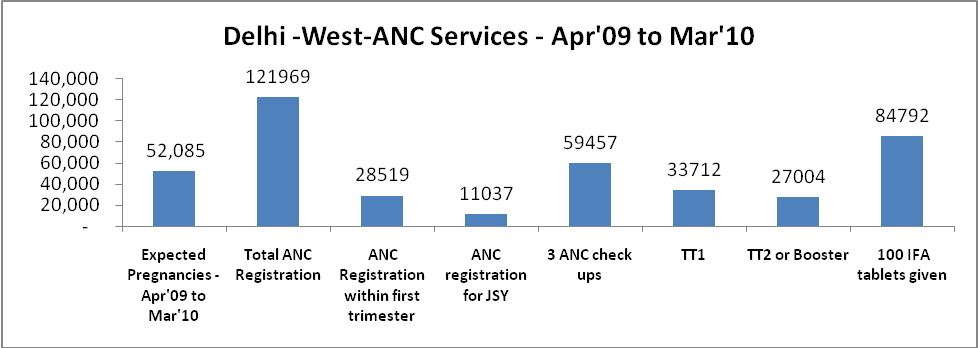 Delhi -West-ANC Services - Apr'09 to Mar'10
140,000
120,000
100,000
80,000
60,000
40,000
20,000
-
52,085
121969
28519
11037
59457
33712
27004
84792
Expected
Pregnancies -
Apr'09 to
Mar'10
Total ANC
Registration
ANC
Registration
within first
trimester
ANC
registration
for JSY
3 ANC check
ups
TT1
TT2 or Booster
100 IFA
tablets given